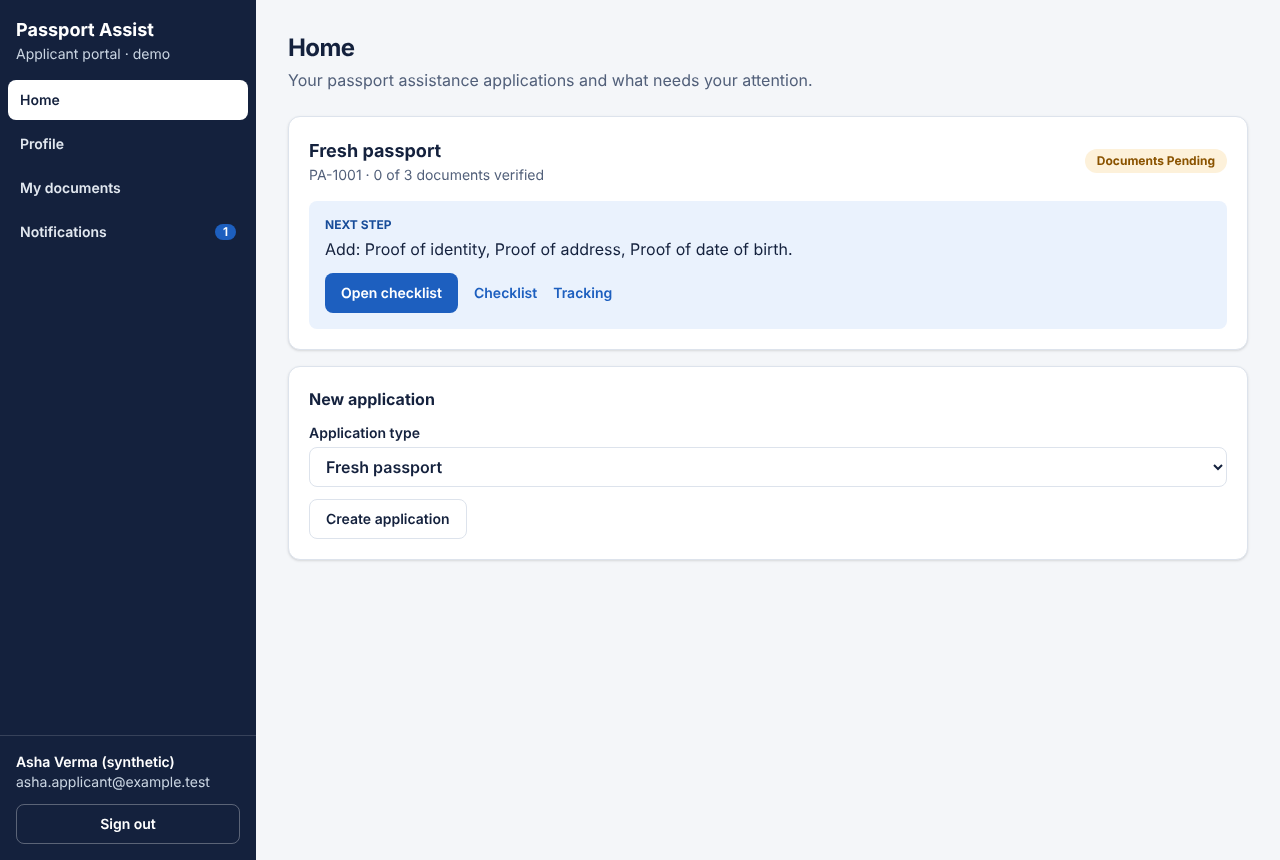 Passport Assist
Applicant portal · demo
Home
Profile
My documents
Notifications
1
Asha Verma (synthetic)
asha.applicant@example.test
Sign out
Home
Your passport assistance applications and what needs your attention.
Fresh passport
PA-1001 · 0 of 3 documents verified
Documents Pending
NEXT STEP
Add: Proof of identity, Proof of address, Proof of date of birth.
Open checklist
Checklist
Tracking
New application
Application type
Fresh passport
Create application